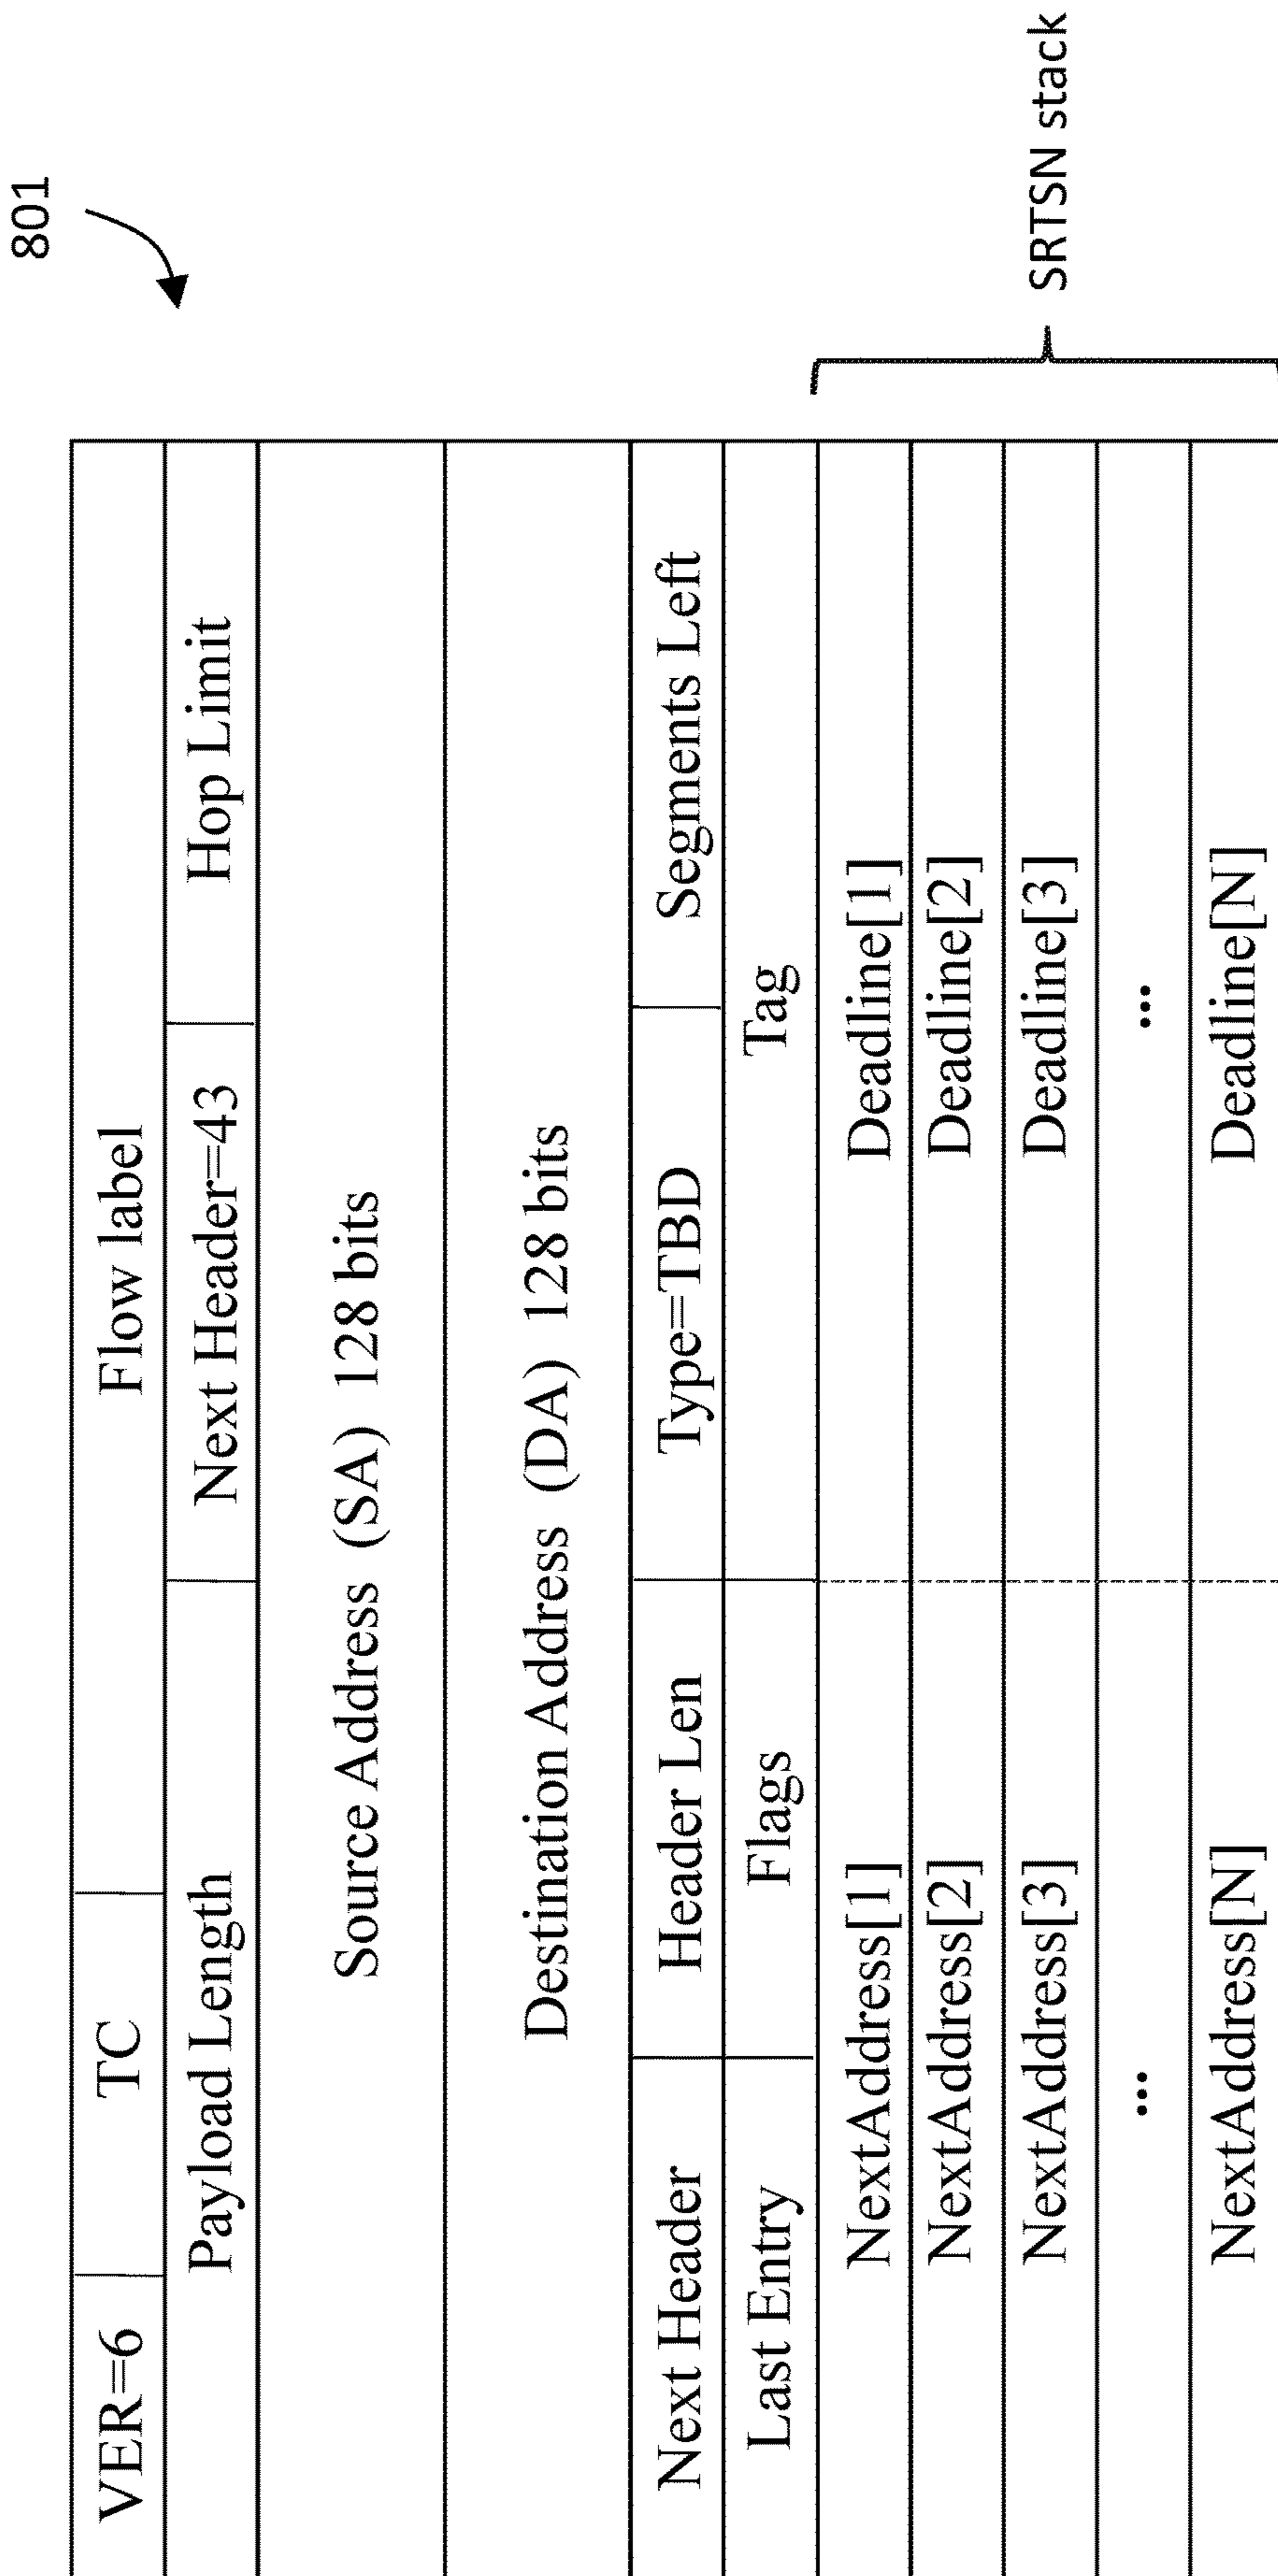 801
VER=6 TC Flow label
Payload Length Next Header=43 Hop Limit
Source Address (SA) 128 bits
Destination Address (DA) 128 bits
Next Header Header Len Type=TBD Segments Left
Last Entry Flags Tag
NextAddress[1] Deadline[1]
NextAddress[2] Deadline[2]
NextAddress[3] Deadline[3]
... ...
NextAddress[N] Deadline[N]
SRTSN stack